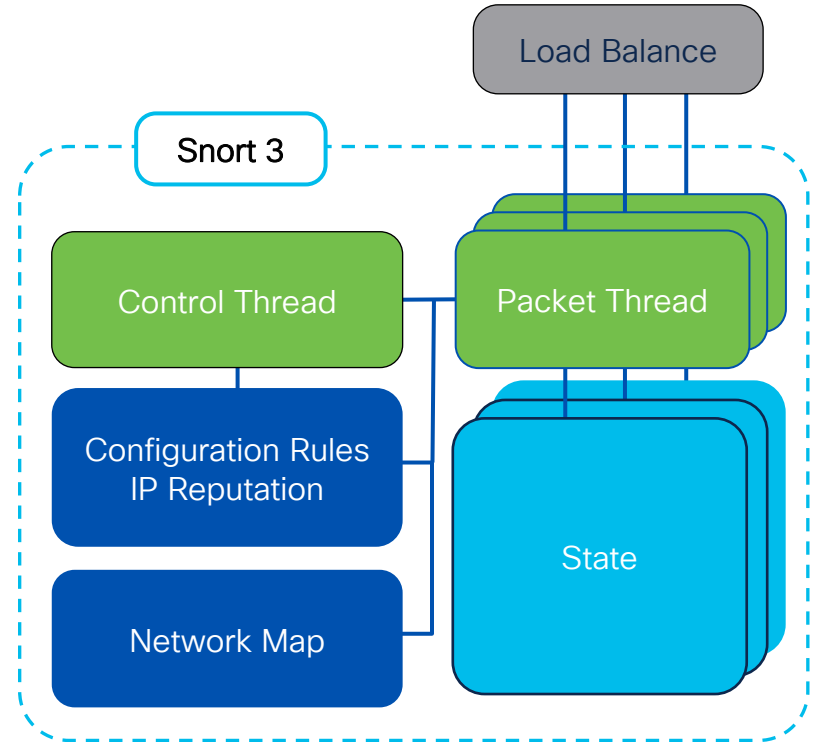 Load Balance
Snort 3
Control Thread
Packet Thread
Configuration Rules
IP Reputation
State
Network Map